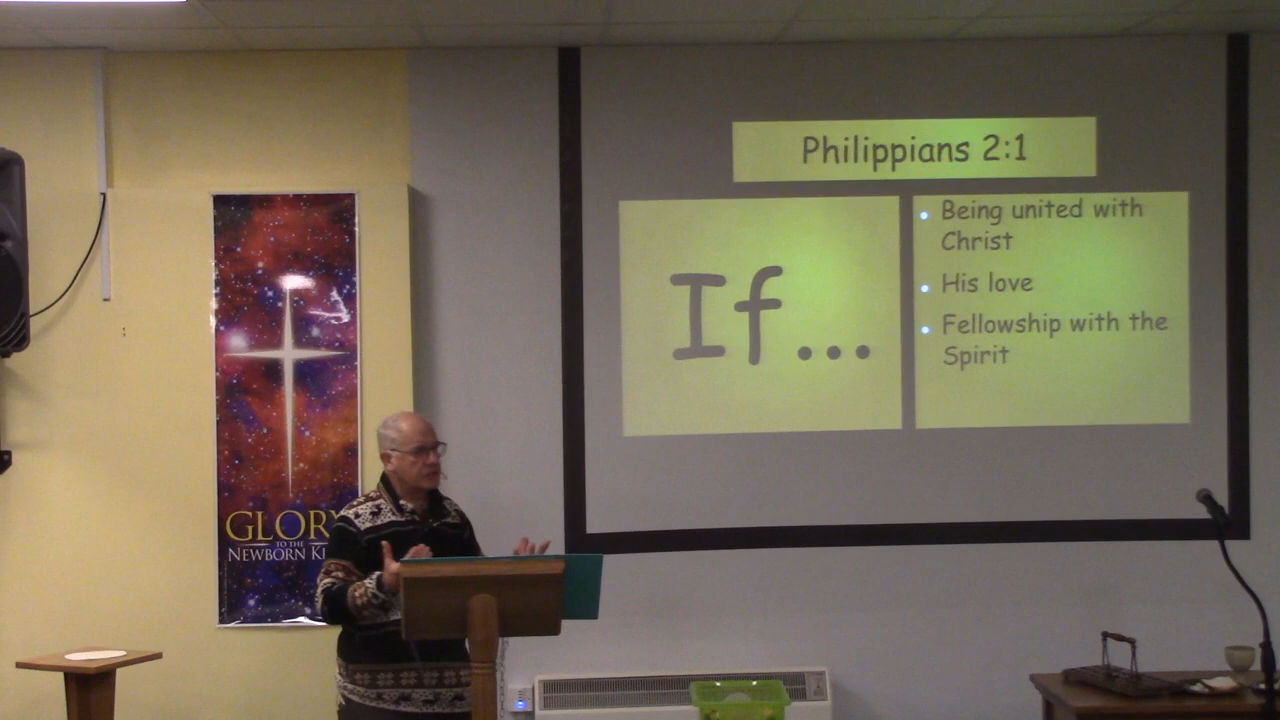 Philippians 2:1
If...
• Being united with
Christ
• His love
• Fellowship with the
Spirit
GLORY
TO THE
NEWBORN KI